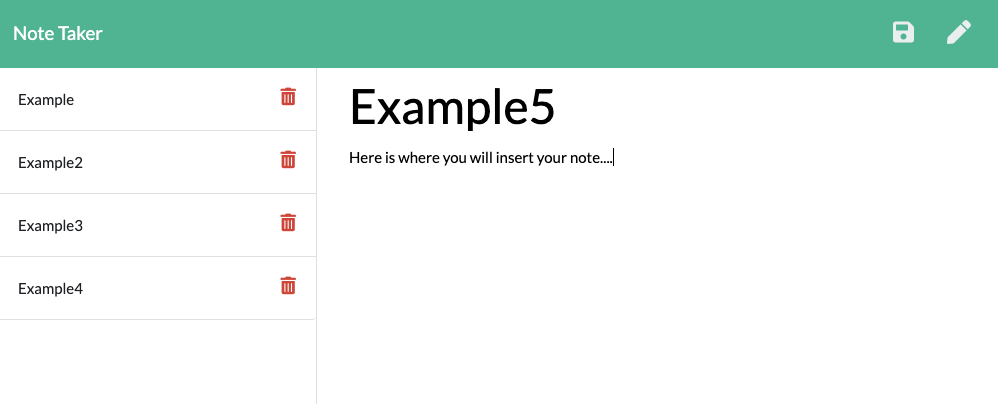 Note Taker
Example
Example2
Example3
Example4
Example5
Here is where you will insert your note....